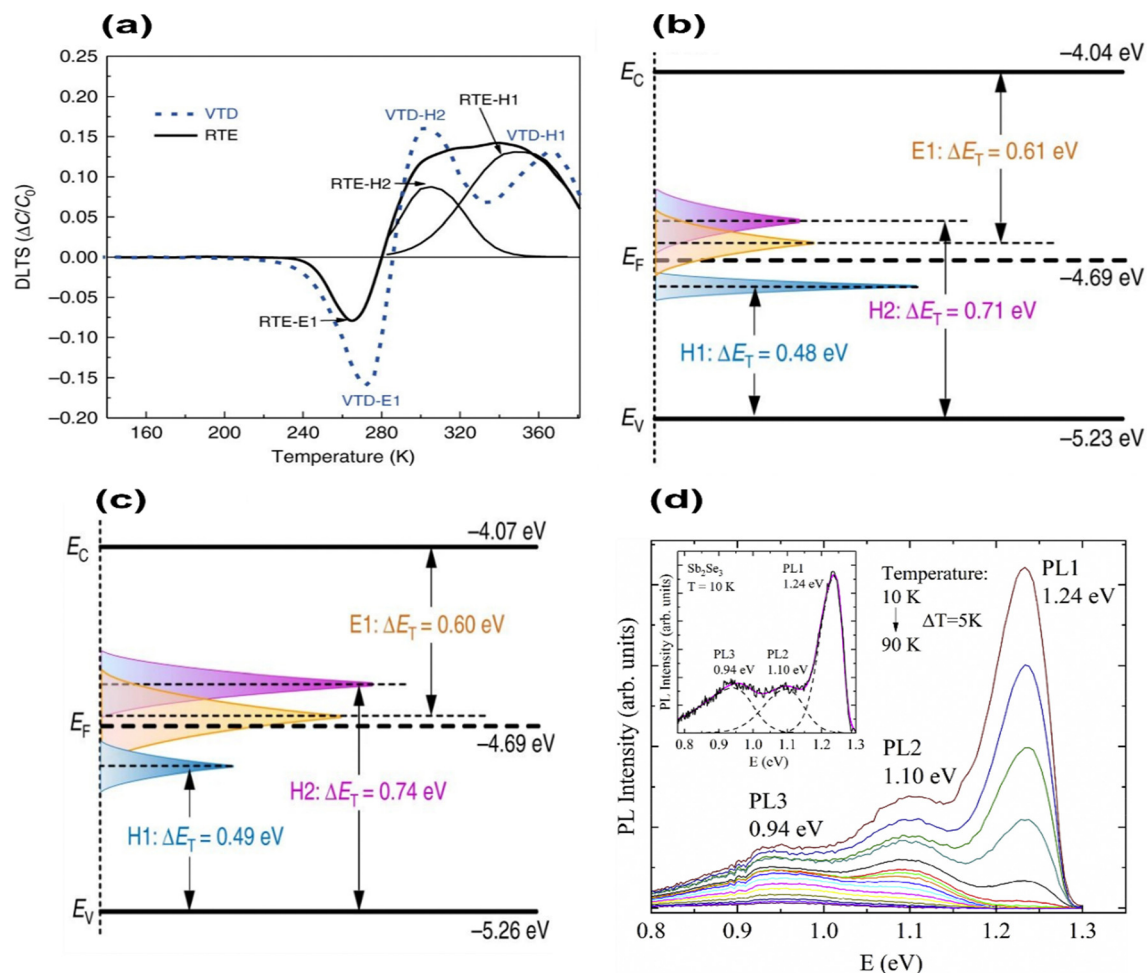 (a)
0.25
0.20
0.15
0.10
0.05
0.00
−0.05
−0.10
−0.15
−0.20
DLTS (ΔC/C0)
VTD
RTE
VTD-H2
RTE-H1
VTD-H1
RTE-H2
RTE-E1
VTD-E1
160 200 240 280 320 360
Temperature (K)
(b)
EC
−4.04 eV
E1: ΔET = 0.61 eV
EF
−4.69 eV
H2: ΔET = 0.71 eV
H1: ΔET = 0.48 eV
EV
−5.23 eV
(c)
−4.07 eV
EC
E1: ΔET = 0.60 eV
EF
−4.69 eV
H2: ΔET = 0.74 eV
H1: ΔET = 0.49 eV
EV
−5.26 eV
(d)
PL Intensity (arb. units)
Sb2Se3
T = 10 K
PL1
1.24 eV
PL3
0.94 eV
PL2
1.10 eV
PL Intensity (arb. units)
0.8 0.9 1.0 1.1 1.2 1.3
E (eV)
Temperature:
10 K
ΔT=5K
90 K
PL1
1.24 eV
PL2
1.10 eV
PL3
0.94 eV
0.8 0.9 1.0 1.1 1.2 1.3
E (eV)